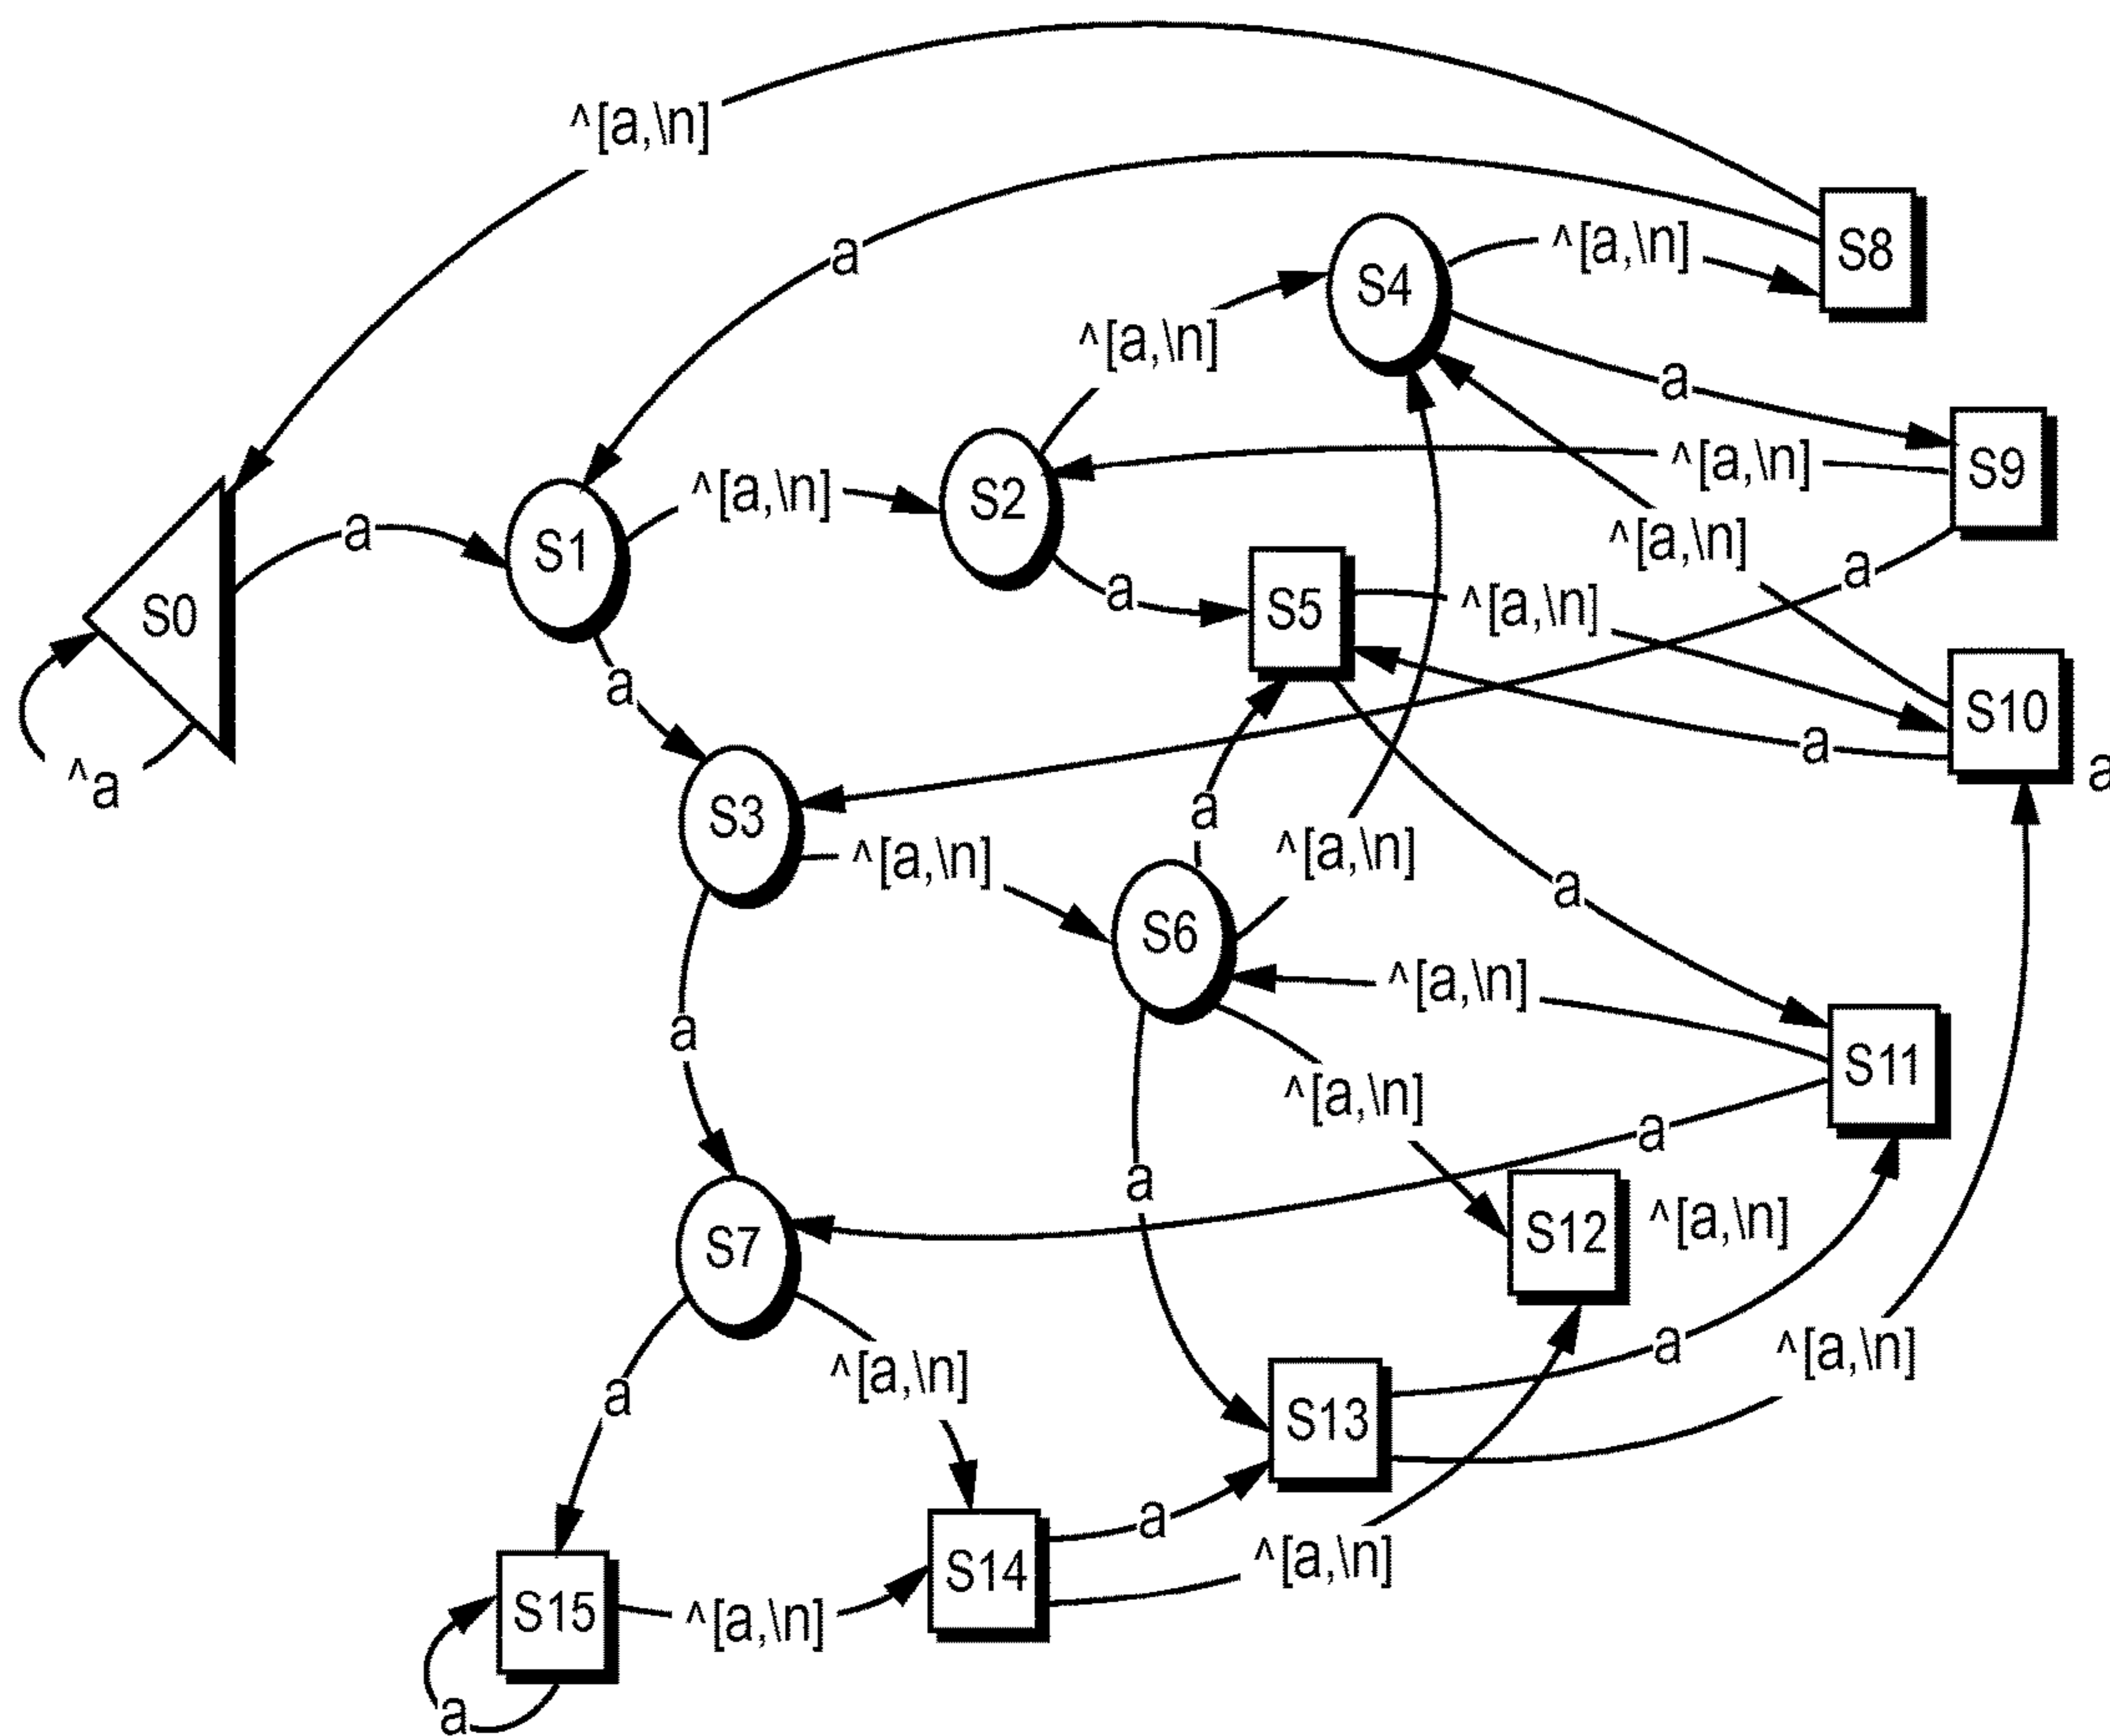 ^[a,\n]
a
S8
^[a,\n]
S4
^[a,\n]
a
^[a,\n]
S9
^[a,\n]
S2
a
S1
^[a,\n]
a
S0
a
S5
^[a,\n]
a
^a
S10
a
a
S3
a
^[a,\n]
^[a,\n]
a
S6
^[a,\n]
a
S11
^[a,\n]
a
a
S7
S12
^[a,\n]
a
^[a,\n]
^[a,\n]
a
S13
a
^[a,\n]
S14
S15
^[a,\n]
a